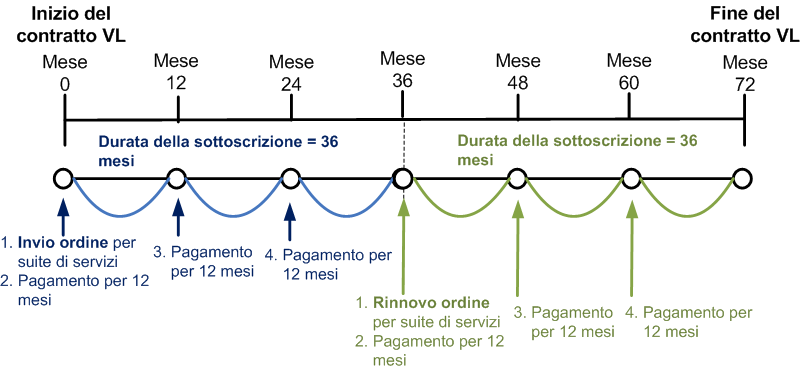 Inizio del
contratto VL
Fine del
contratto VL
Mese
0
Mese
12
Mese
24
Mese
36
Mese
48
Mese
60
Mese
72
Durata della sottoscrizione = 36
mesi
Durata della sottoscrizione = 36
mesi
1. Invio ordine per
suite di servizi
2. Pagamento per 12
mesi
3. Pagamento
per 12 mesi
4. Pagamento per
12 mesi
1. Rinnovo ordine
per suite di servizi
2. Pagamento per 12
mesi
3. Pagamento
per 12 mesi
4. Pagamento per
12 mesi